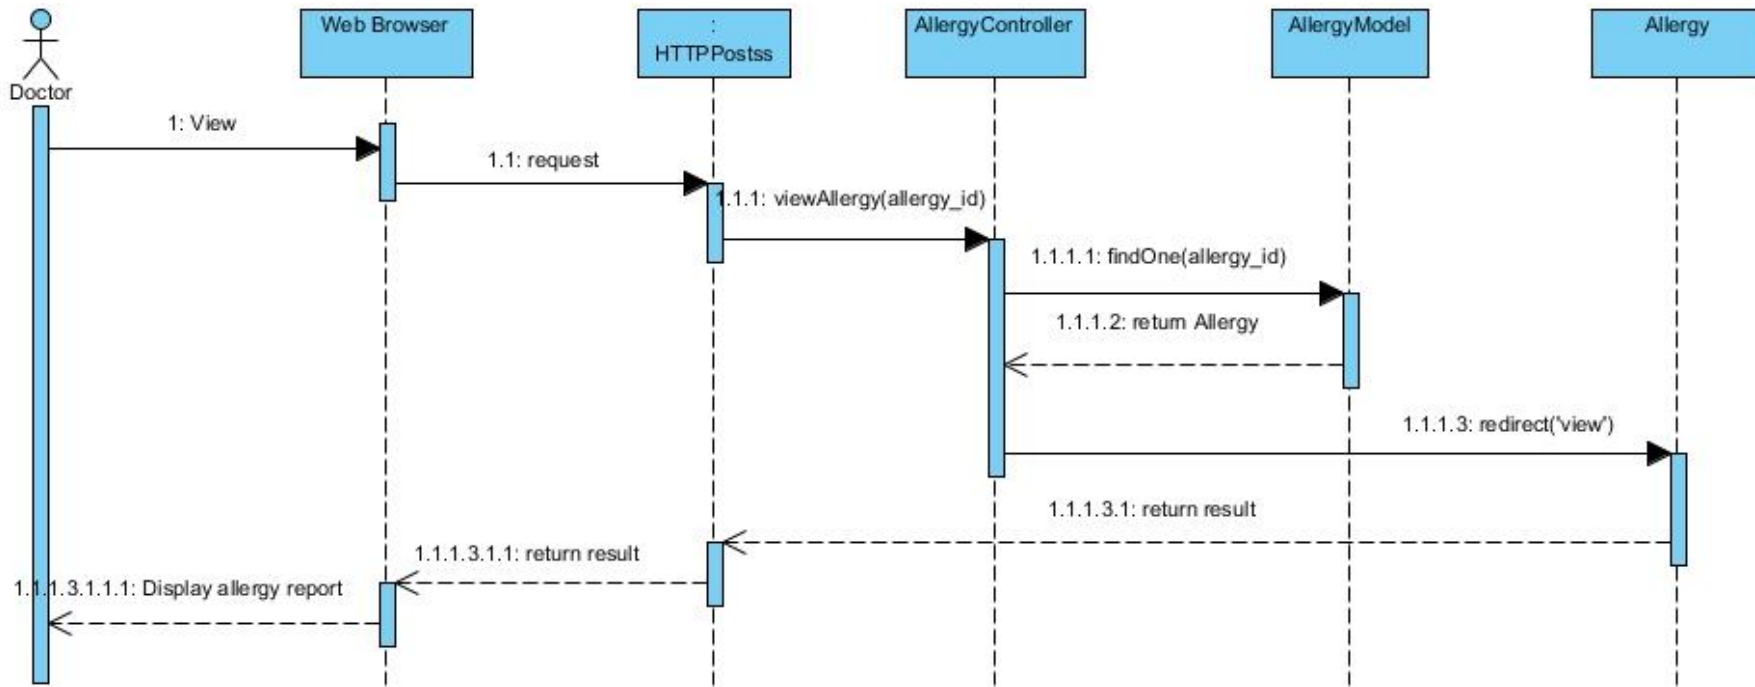 Web Browser
:
HTTPPostss
AllergyController
AllergyModel
Allergy
Doctor
1: View
1.1: request
1.1.1: viewAllergy(allergy_id)
1.1.1.1: findOne(allergy_id)
1.1.1.2: return Allergy
1.1.1.3: redirect('view')
1.1.1.3.1: return result
1.1.1.3.1.1: return result
1.1.1.3.1.1.1: Display allergy report